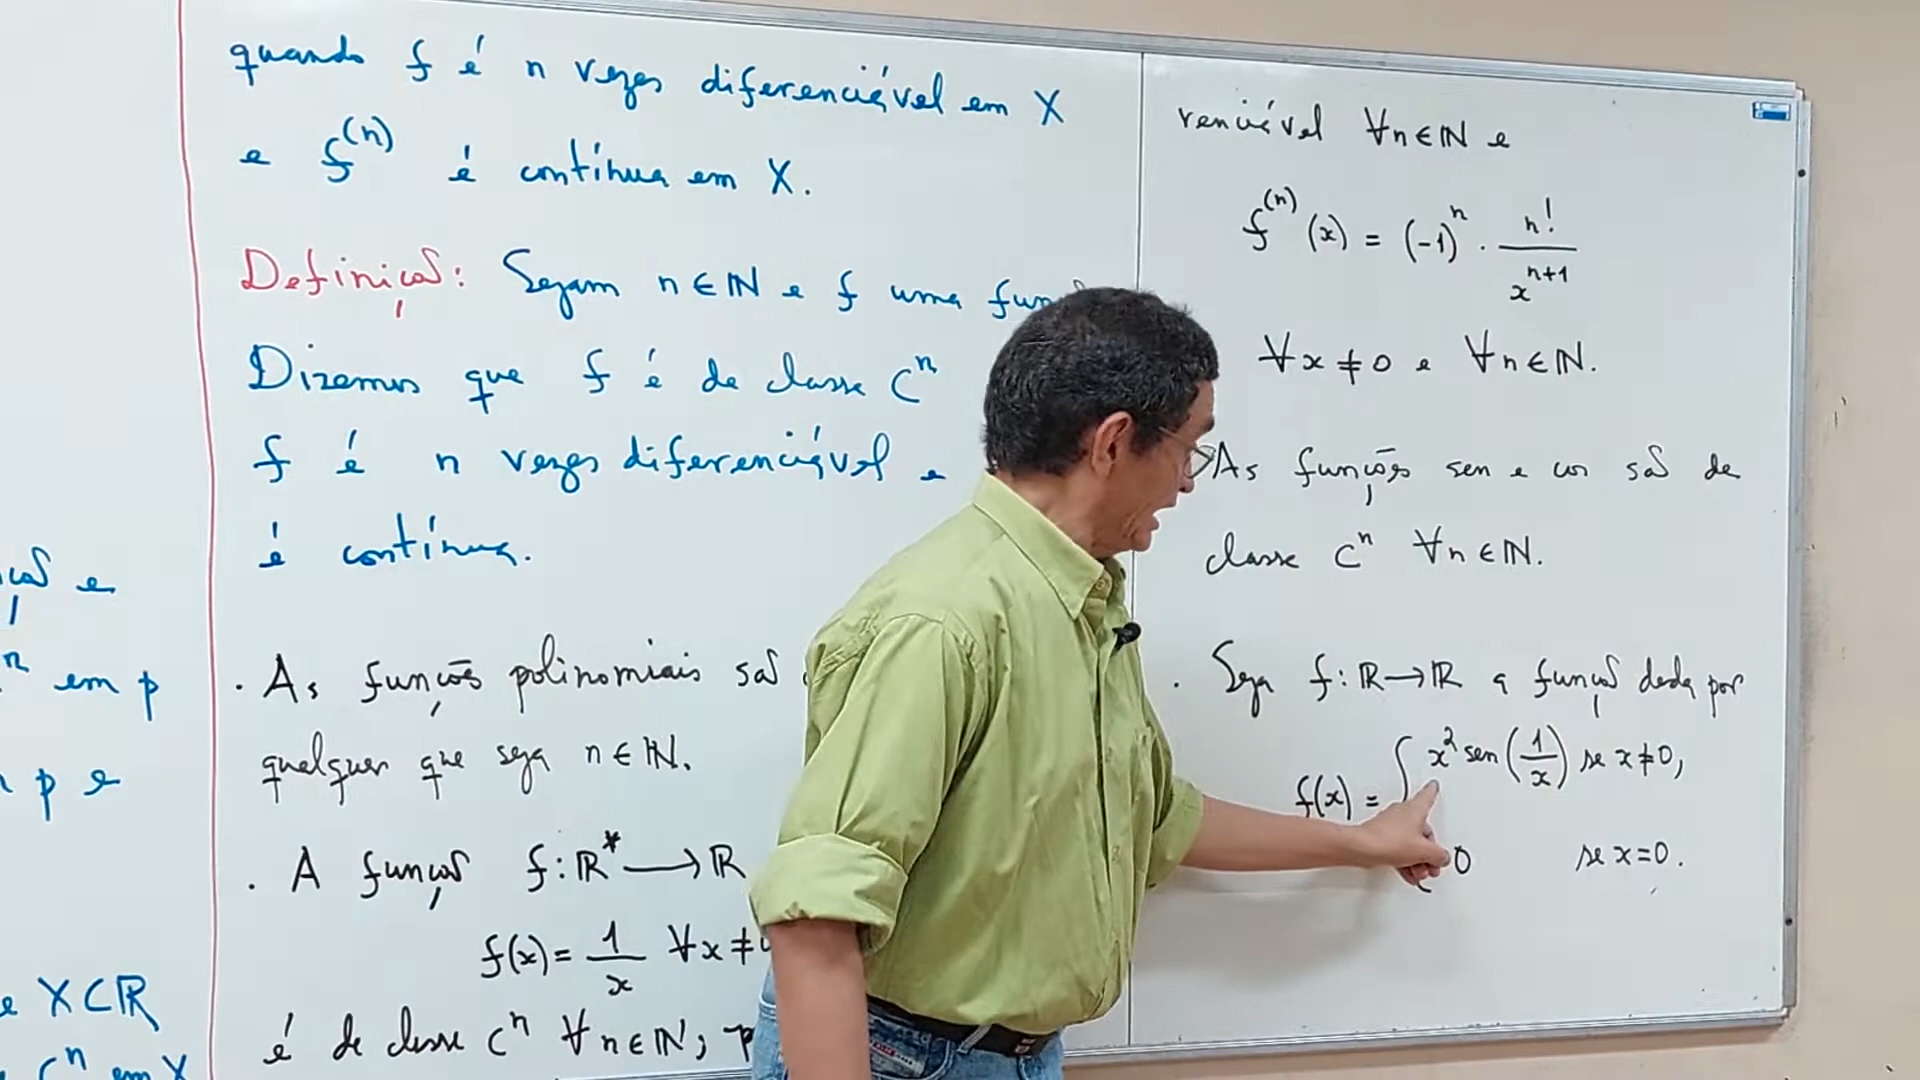 ical e
n em p
n p e
e X⊂ℝ
C^n em X
quando f é n vezes diferenciável em X
e f^(n) é contínua em X.
Definição: Sejam n∈ℕ e f uma fun
Dizemos que f é de classe C^n
f é n vezes diferenciável e
é contínua.
. As funções polinomiais são
qualquer que seja n∈ℕ.
. A função f:ℝ*⟶ℝ
f(x)= 1/x ∀x≠0
é de classe C^n ∀n∈ℕ; p
renciável ∀n∈ℕ e
f^(n)(x) = (-1)^n · n!/x^(n+1)
∀x≠0 e ∀n∈ℕ.
As funções sen e cos são de
classe C^n ∀n∈ℕ.
. Seja f:ℝ⟶ℝ a função dada por
f(x) = { x² sen(1/x) se x≠0,
0 se x=0.